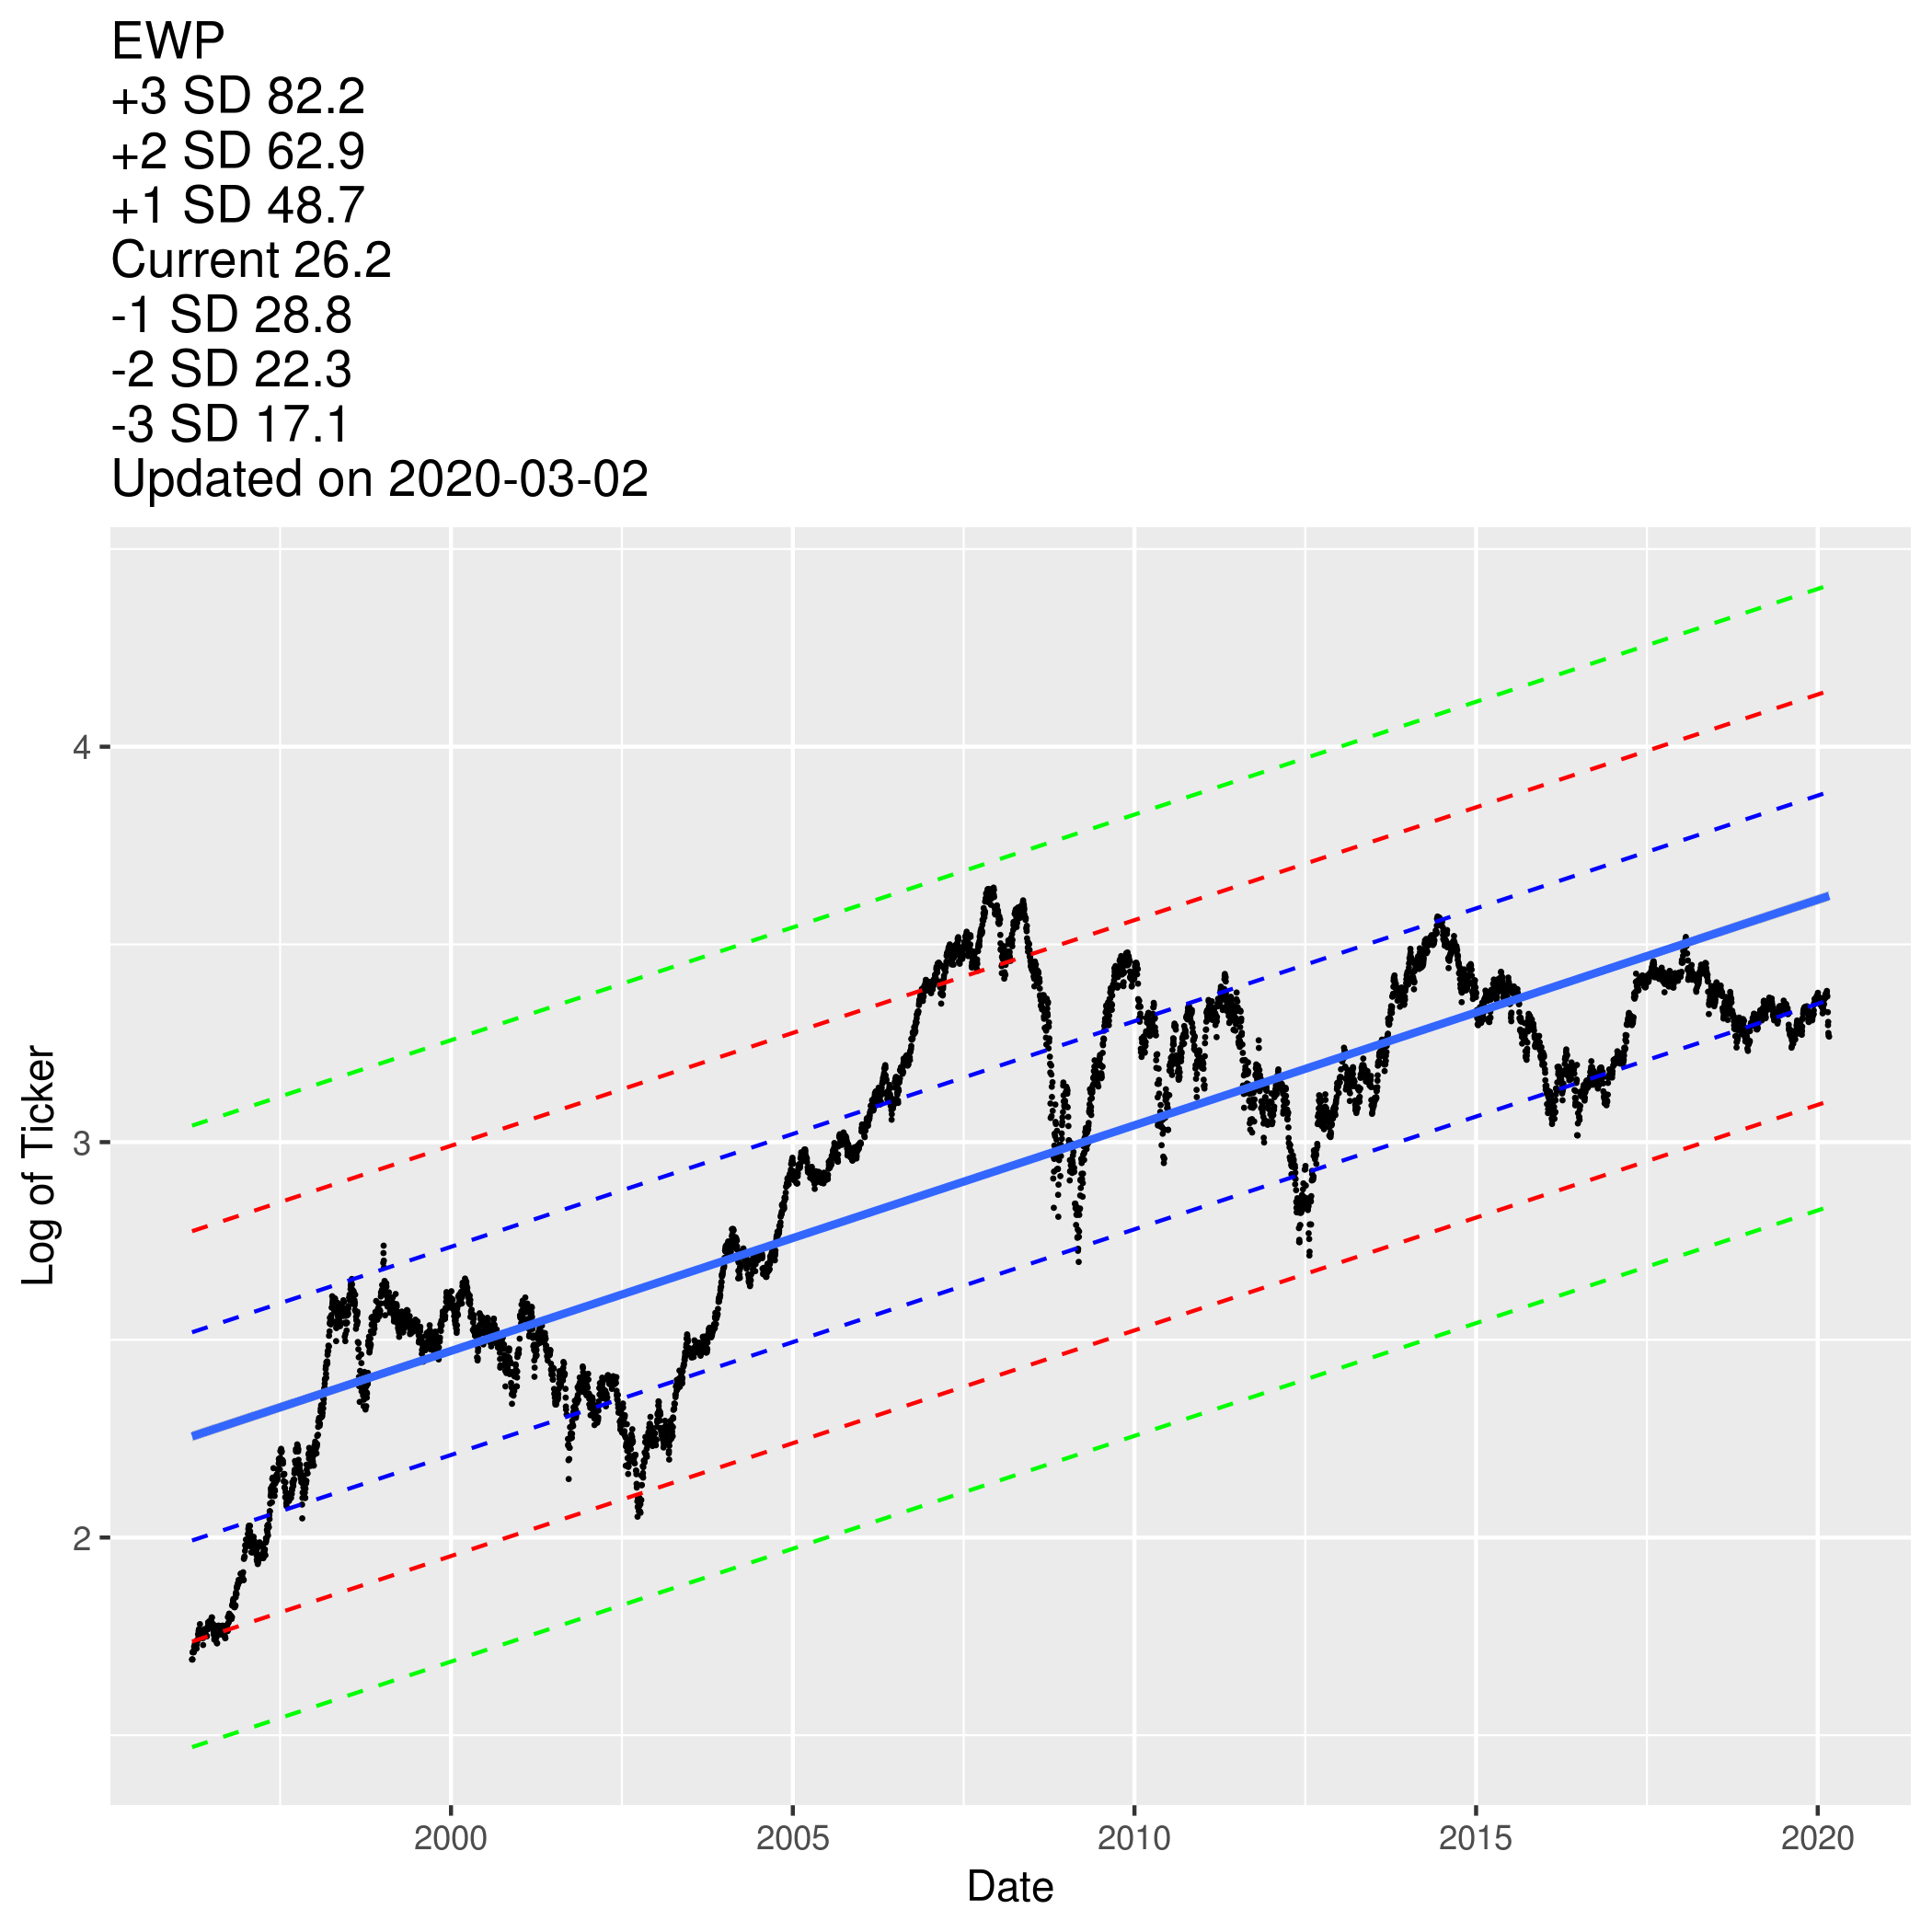 EWP
+3 SD 82.2
+2 SD 62.9
+1 SD 48.7
Current 26.2
-1 SD 28.8
-2 SD 22.3
-3 SD 17.1
Updated on 2020-03-02
Log of Ticker
4
3
2
2000 2005 2010 2015 2020
Date